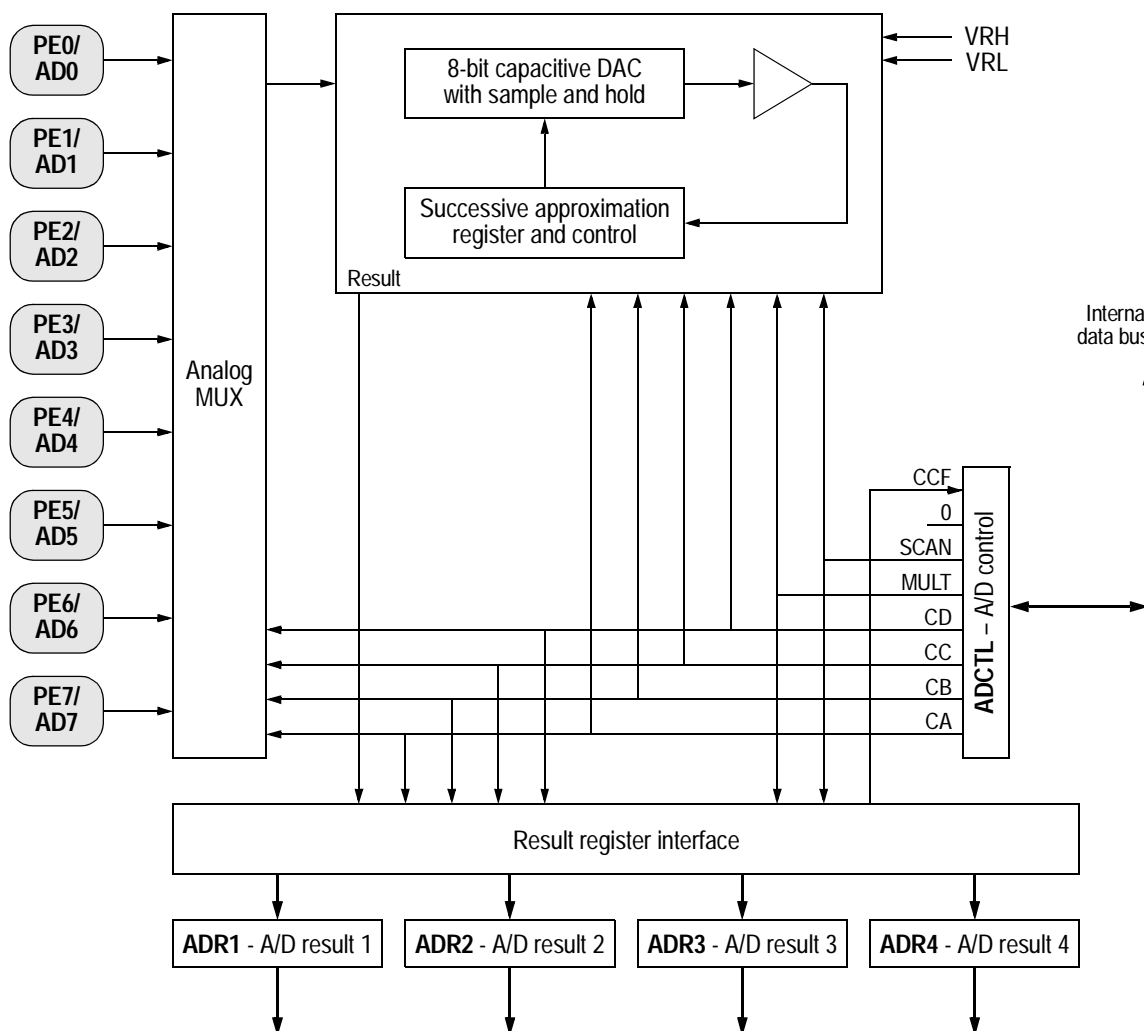 PE0/
AD0
PE1/
AD1
PE2/
AD2
PE3/
AD3
PE4/
AD4
PE5/
AD5
PE6/
AD6
PE7/
AD7
Analog
MUX
8-bit capacitive DAC
with sample and hold
Successive approximation
register and control
Result
VRH
VRL
data bus
CCF
0
SCAN
MULT
CD
CC
CB
CA
ADCTL – A/D control
Result register interface
ADR1 - A/D result 1
ADR2 - A/D result 2
ADR3 - A/D result 3
ADR4 - A/D result 4